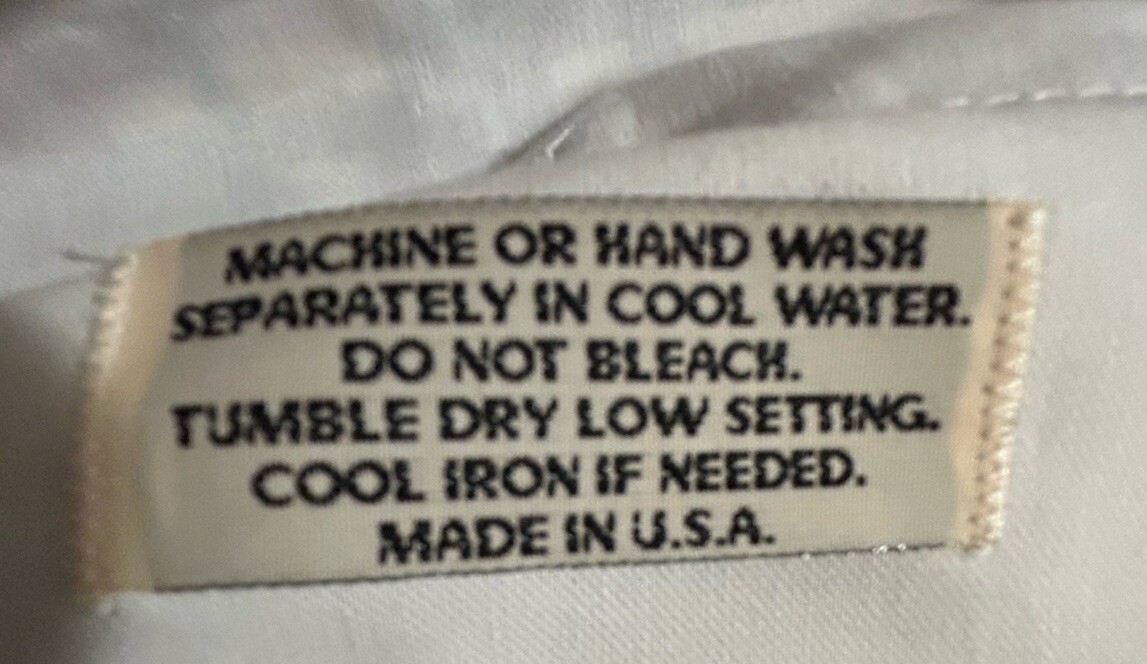 MACHINE OR HAND WASH
SEPARATELY IN COOL WATER.
DO NOT BLEACH.
TUMBLE DRY LOW SETTING.
COOL IRON IF NEEDED.
MADE IN U.S.A.